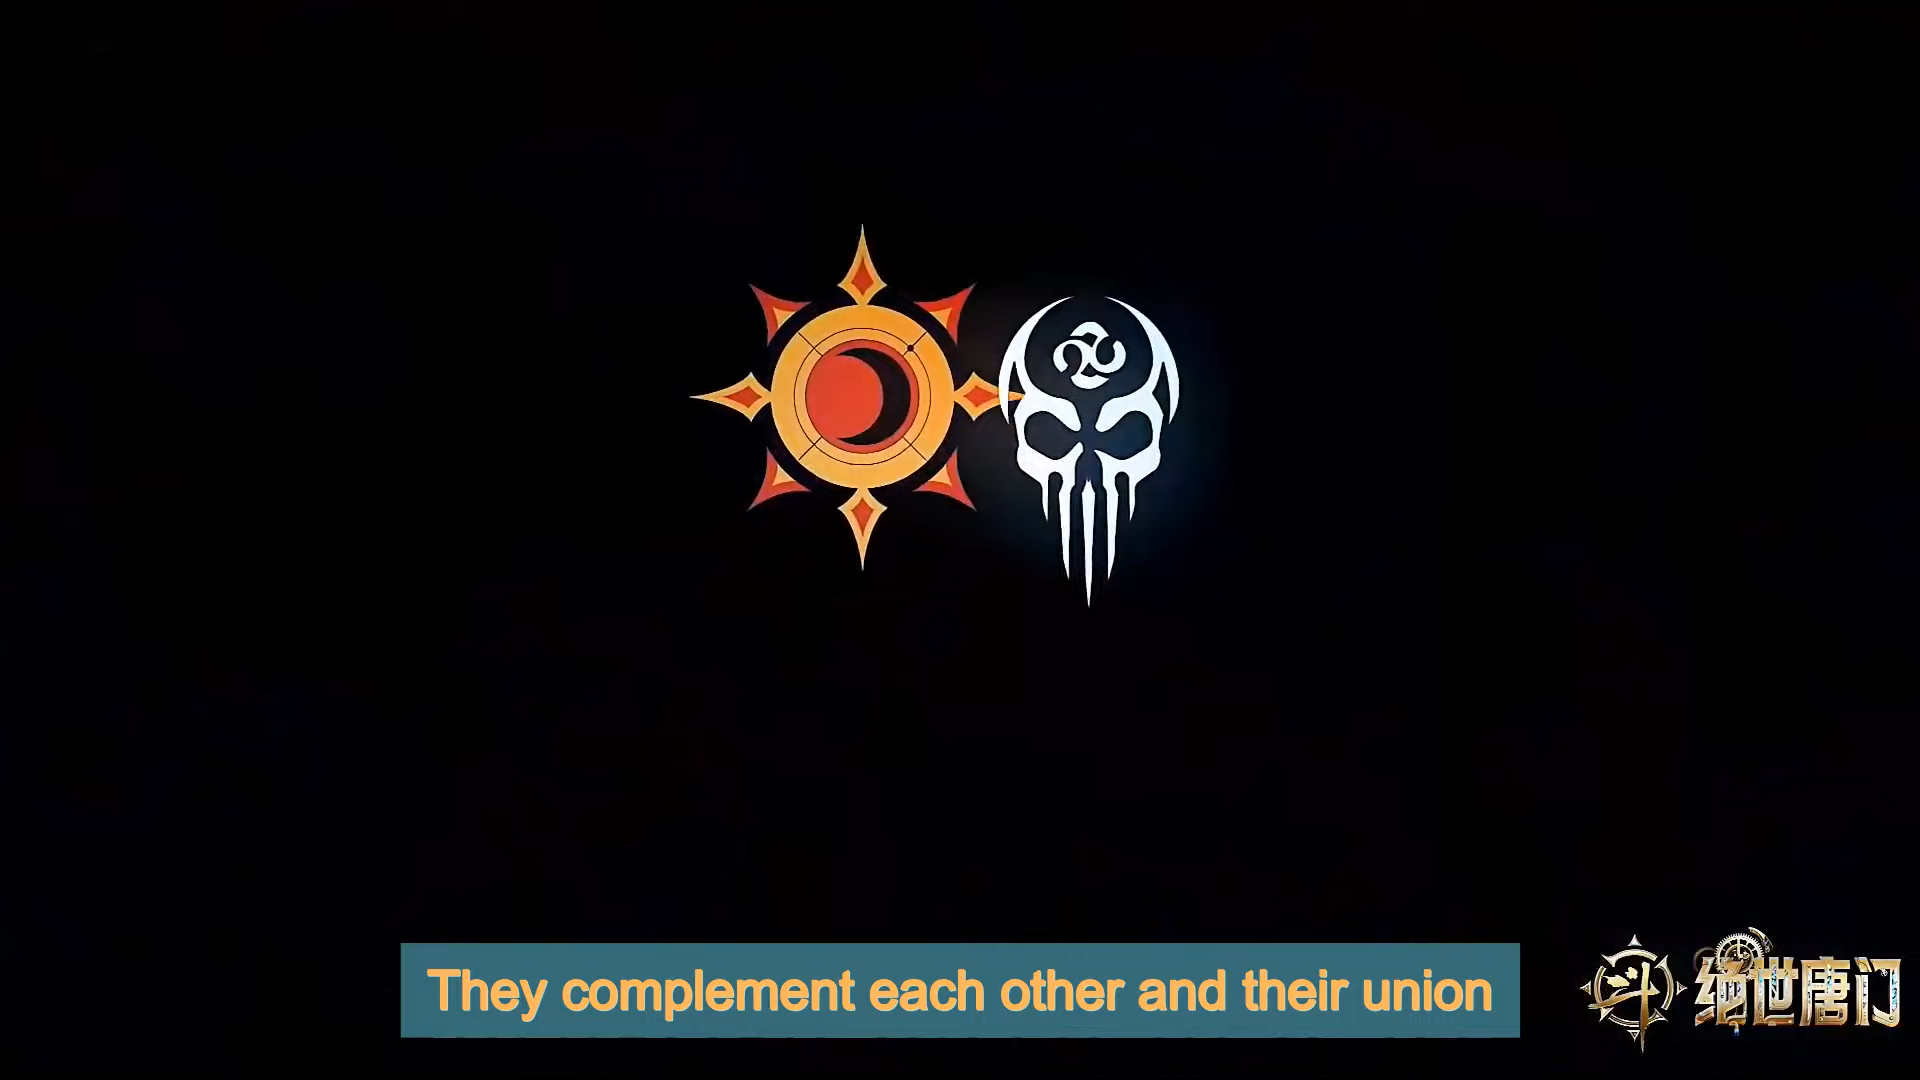 They complement each other and their union
斗 绝世唐门